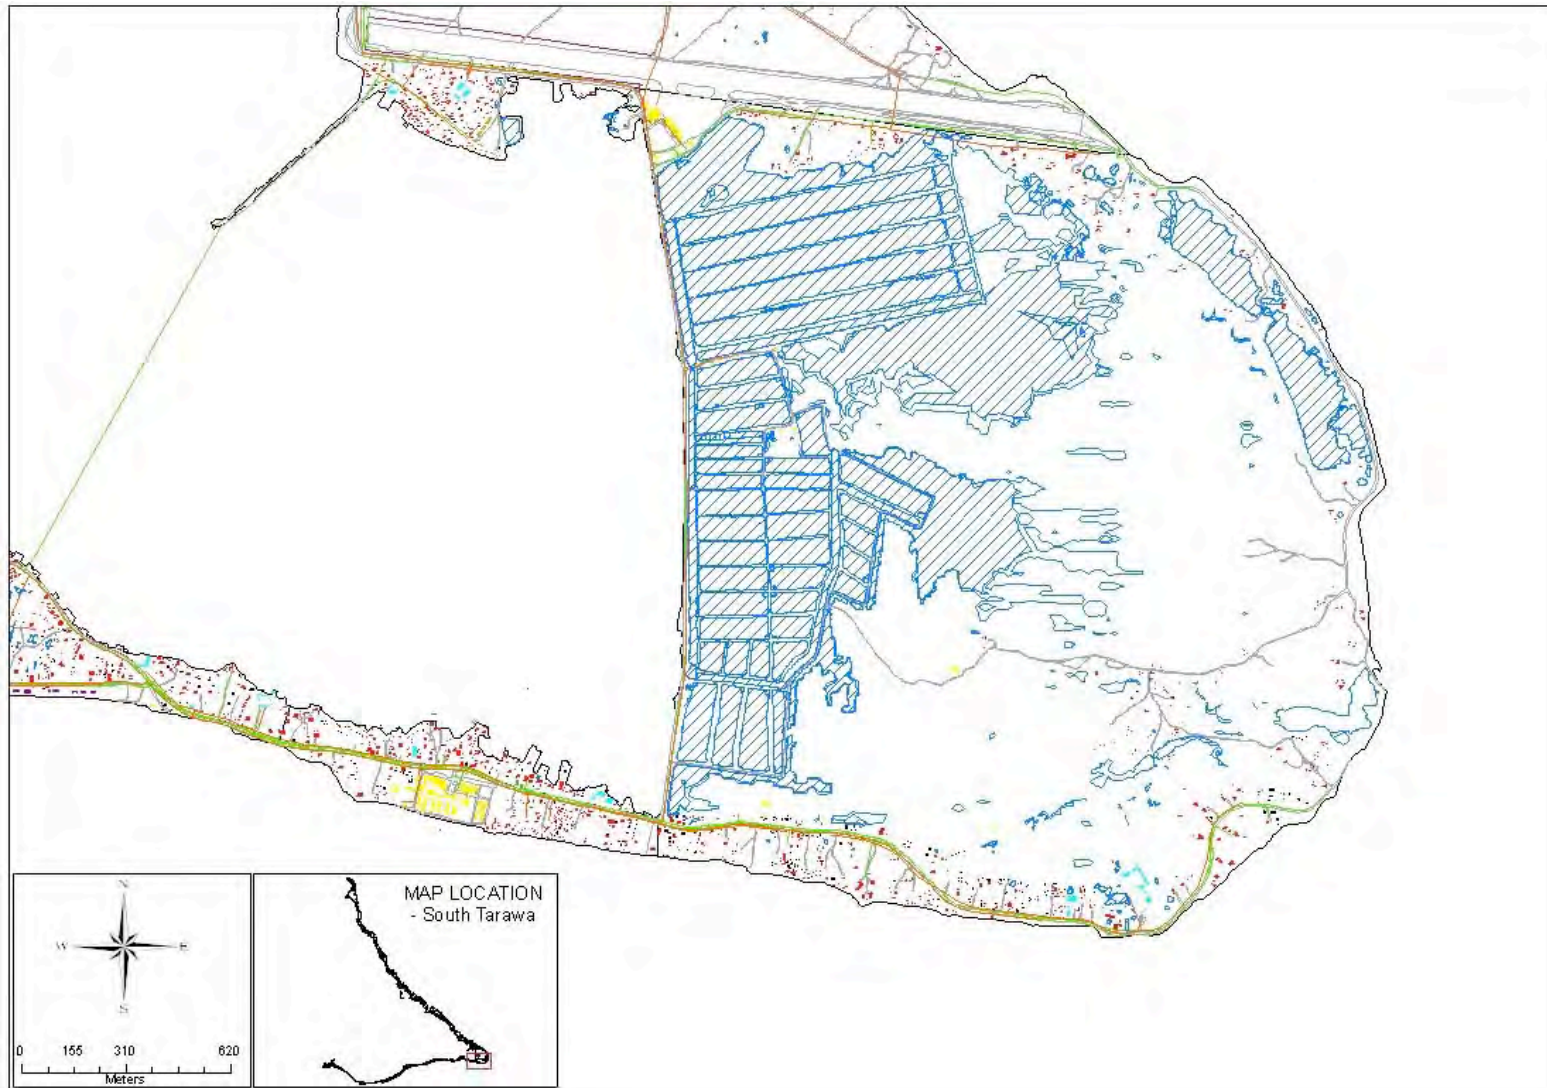 MAP LOCATION
- South Tarawa
N
W E
S
0 155 310 620
Meters